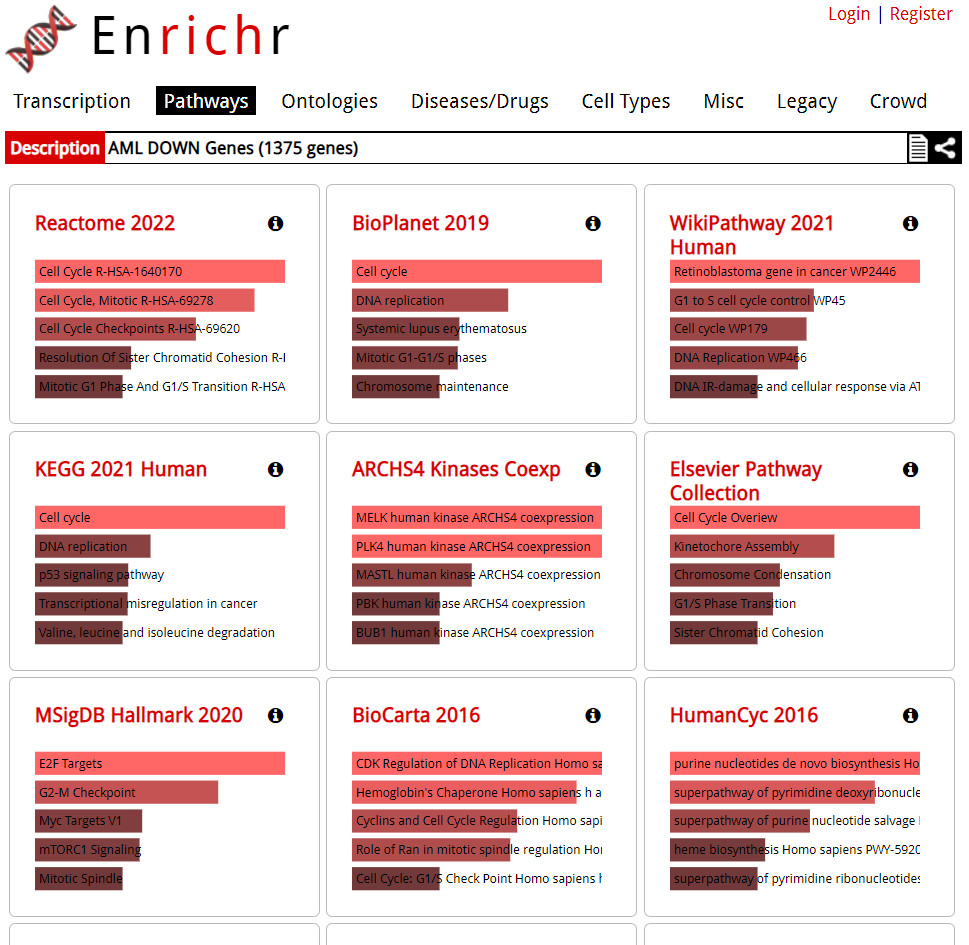 Login | Register
Enrichr
Transcription Pathways Ontologies Diseases/Drugs Cell Types Misc Legacy Crowd
Description AML DOWN Genes (1375 genes)
Reactome 2022
Cell Cycle R-HSA-1640170
Cell Cycle, Mitotic R-HSA-69278
Cell Cycle Checkpoints R-HSA-69620
Resolution Of Sister Chromatid Cohesion R-
Mitotic G1 Phase And G1/S Transition R-HSA
BioPlanet 2019
Cell cycle
DNA replication
Systemic lupus erythematosus
Mitotic G1-G1/S phases
Chromosome maintenance
WikiPathway 2021
Human
Retinoblastoma gene in cancer WP2446
G1 to S cell cycle control WP45
Cell cycle WP179
DNA Replication WP466
DNA IR-damage and cellular response via AT
KEGG 2021 Human
Cell cycle
DNA replication
p53 signaling pathway
Transcriptional misregulation in cancer
Valine, leucine and isoleucine degradation
ARCHS4 Kinases Coexp
MELK human kinase ARCHS4 coexpression
PLK4 human kinase ARCHS4 coexpression
MASTL human kinase ARCHS4 coexpression
PBK human kinase ARCHS4 coexpression
BUB1 human kinase ARCHS4 coexpression
Elsevier Pathway
Collection
Cell Cycle Overiew
Kinetochore Assembly
Chromosome Condensation
G1/S Phase Transition
Sister Chromatid Cohesion
MSigDB Hallmark 2020
E2F Targets
G2-M Checkpoint
Myc Targets V1
mTORC1 Signaling
Mitotic Spindle
BioCarta 2016
CDK Regulation of DNA Replication Homo sa
Hemoglobin's Chaperone Homo sapiens h a
Cyclins and Cell Cycle Regulation Homo sapi
Role of Ran in mitotic spindle regulation Ho
Cell Cycle: G1/S Check Point Homo sapiens h
HumanCyc 2016
purine nucleotides de novo biosynthesis Ho
superpathway of pyrimidine deoxyribonucle
superpathway of purine nucleotide salvage
heme biosynthesis Homo sapiens PWY-5920
superpathway of pyrimidine ribonucleotides